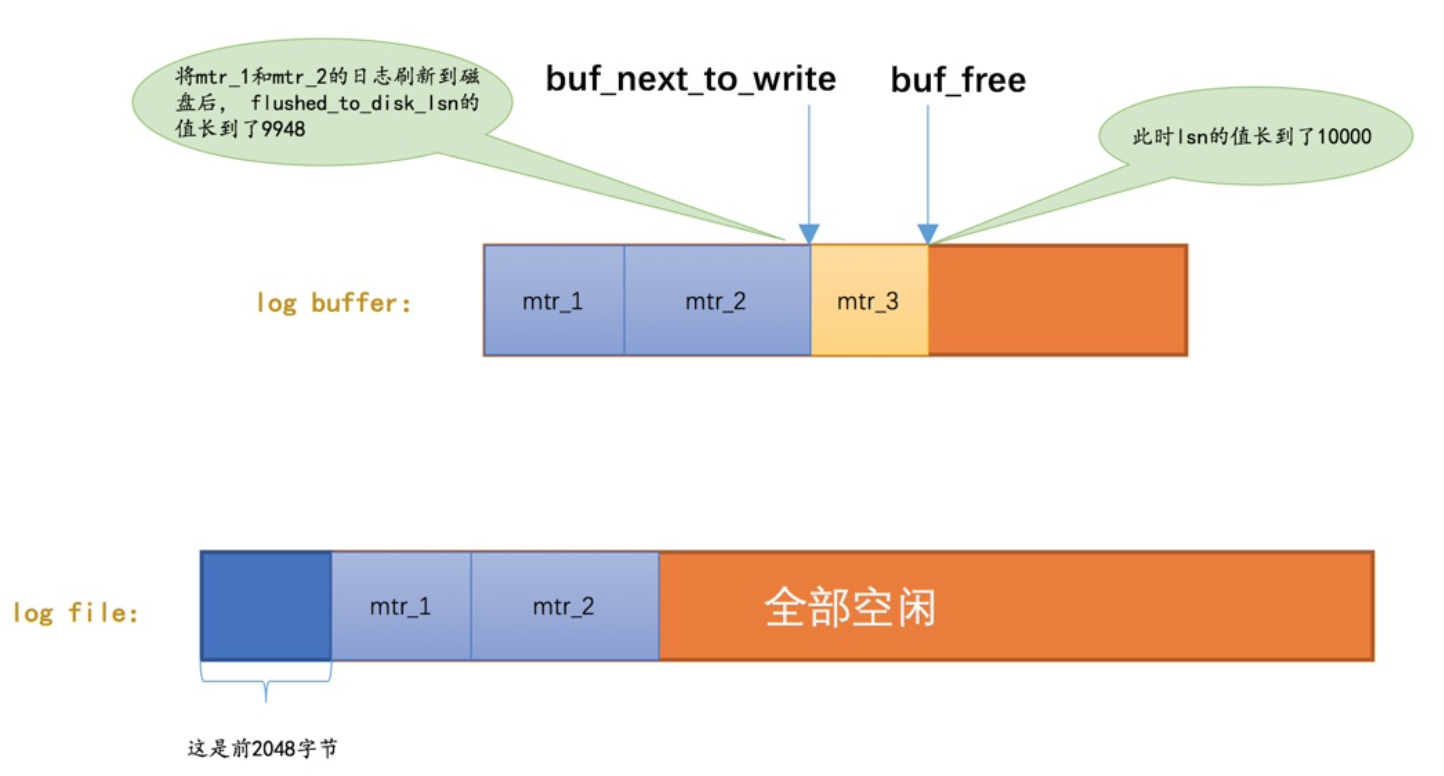 将mtr_1和mtr_2的日志刷新到磁
盘后， flushed_to_disk_lsn的
值长到了9948
buf_next_to_write
buf_free
此时lsn的值长到了10000
log buffer:
mtr_1
mtr_2
mtr_3
log file:
mtr_1
mtr_2
全部空闲
这是前2048字节